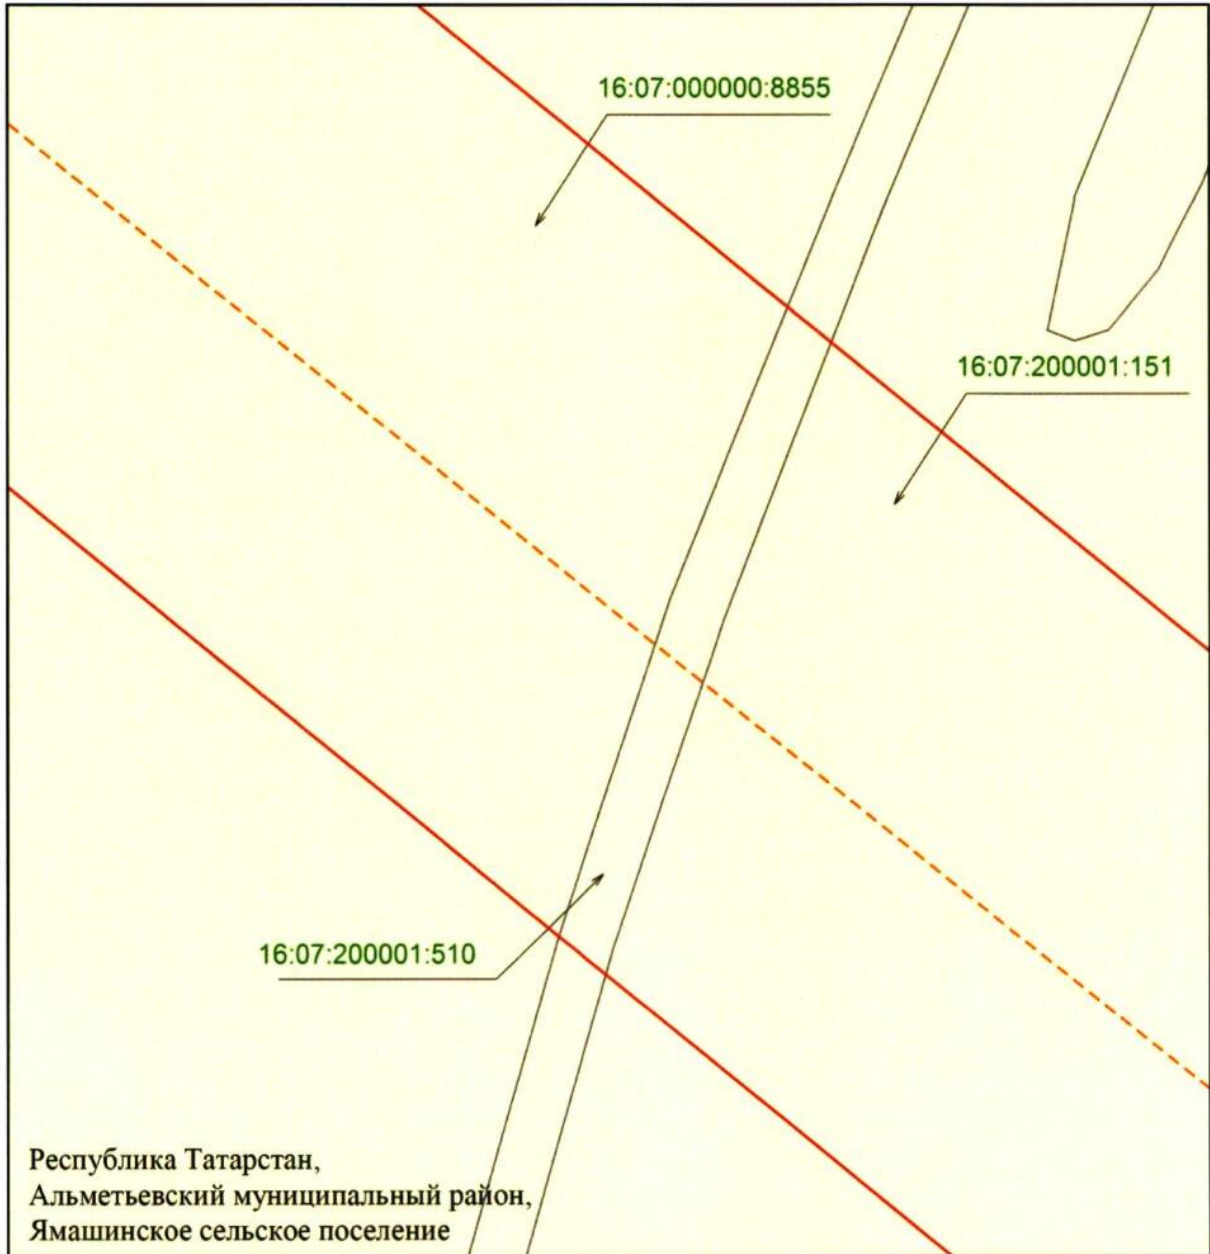 16:07:000000:8855
16:07:200001:151
16:07:200001:510
Республика Татарстан,
Альметьевский муниципальный район,
Ямашинское сельское поселение